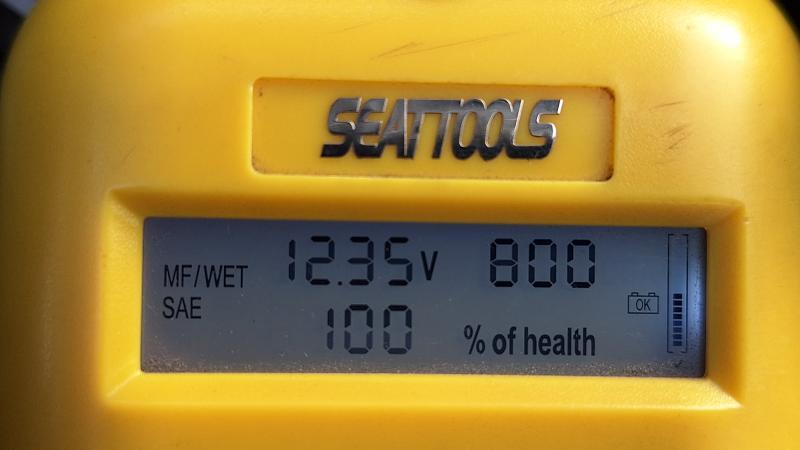 SEATTOOLS
MF/WET 12.35V 800
SAE
OK
100 % of health